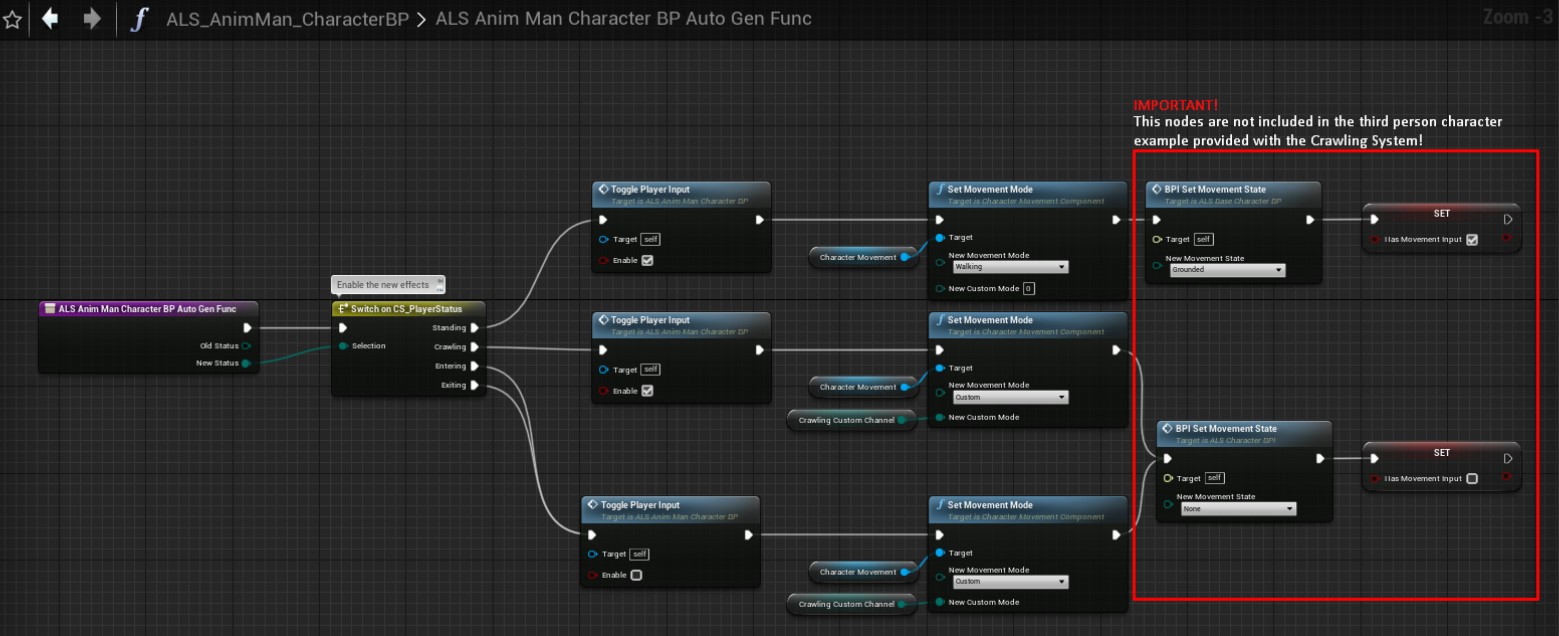 ALS_AnimMan_CharacterBP > ALS Anim Man Character BP Auto Gen Func
Zoom -3
IMPORTANT!
This nodes are not included in the third person character
example provided with the Crawling System!
Toggle Player Input
Target is ALS Anim Man Character BP
Target self
Enable
Set Movement Mode
Target is Character Movement Component
Target
New Movement Mode
Walking
New Custom Mode 0
Character Movement
BPI Set Movement State
Target is ALS Base Character BP
Target self
New Movement State
Grounded
SET
Has Movement Input
Enable the new effects
ALS Anim Man Character BP Auto Gen Func
Old Status
New Status
Switch on CS_PlayerStatus
Selection
Standing
Crawling
Entering
Exiting
Toggle Player Input
Target is ALS Anim Man Character BP
Target self
Enable
Set Movement Mode
Target is Character Movement Component
Target
New Movement Mode
Custom
New Custom Mode
Character Movement
Crawling Custom Channel
BPI Set Movement State
Target is ALS Character BPI
Target self
New Movement State
None
SET
Has Movement Input
Toggle Player Input
Target is ALS Anim Man Character BP
Target self
Enable
Set Movement Mode
Target is Character Movement Component
Target
New Movement Mode
Custom
New Custom Mode
Character Movement
Crawling Custom Channel